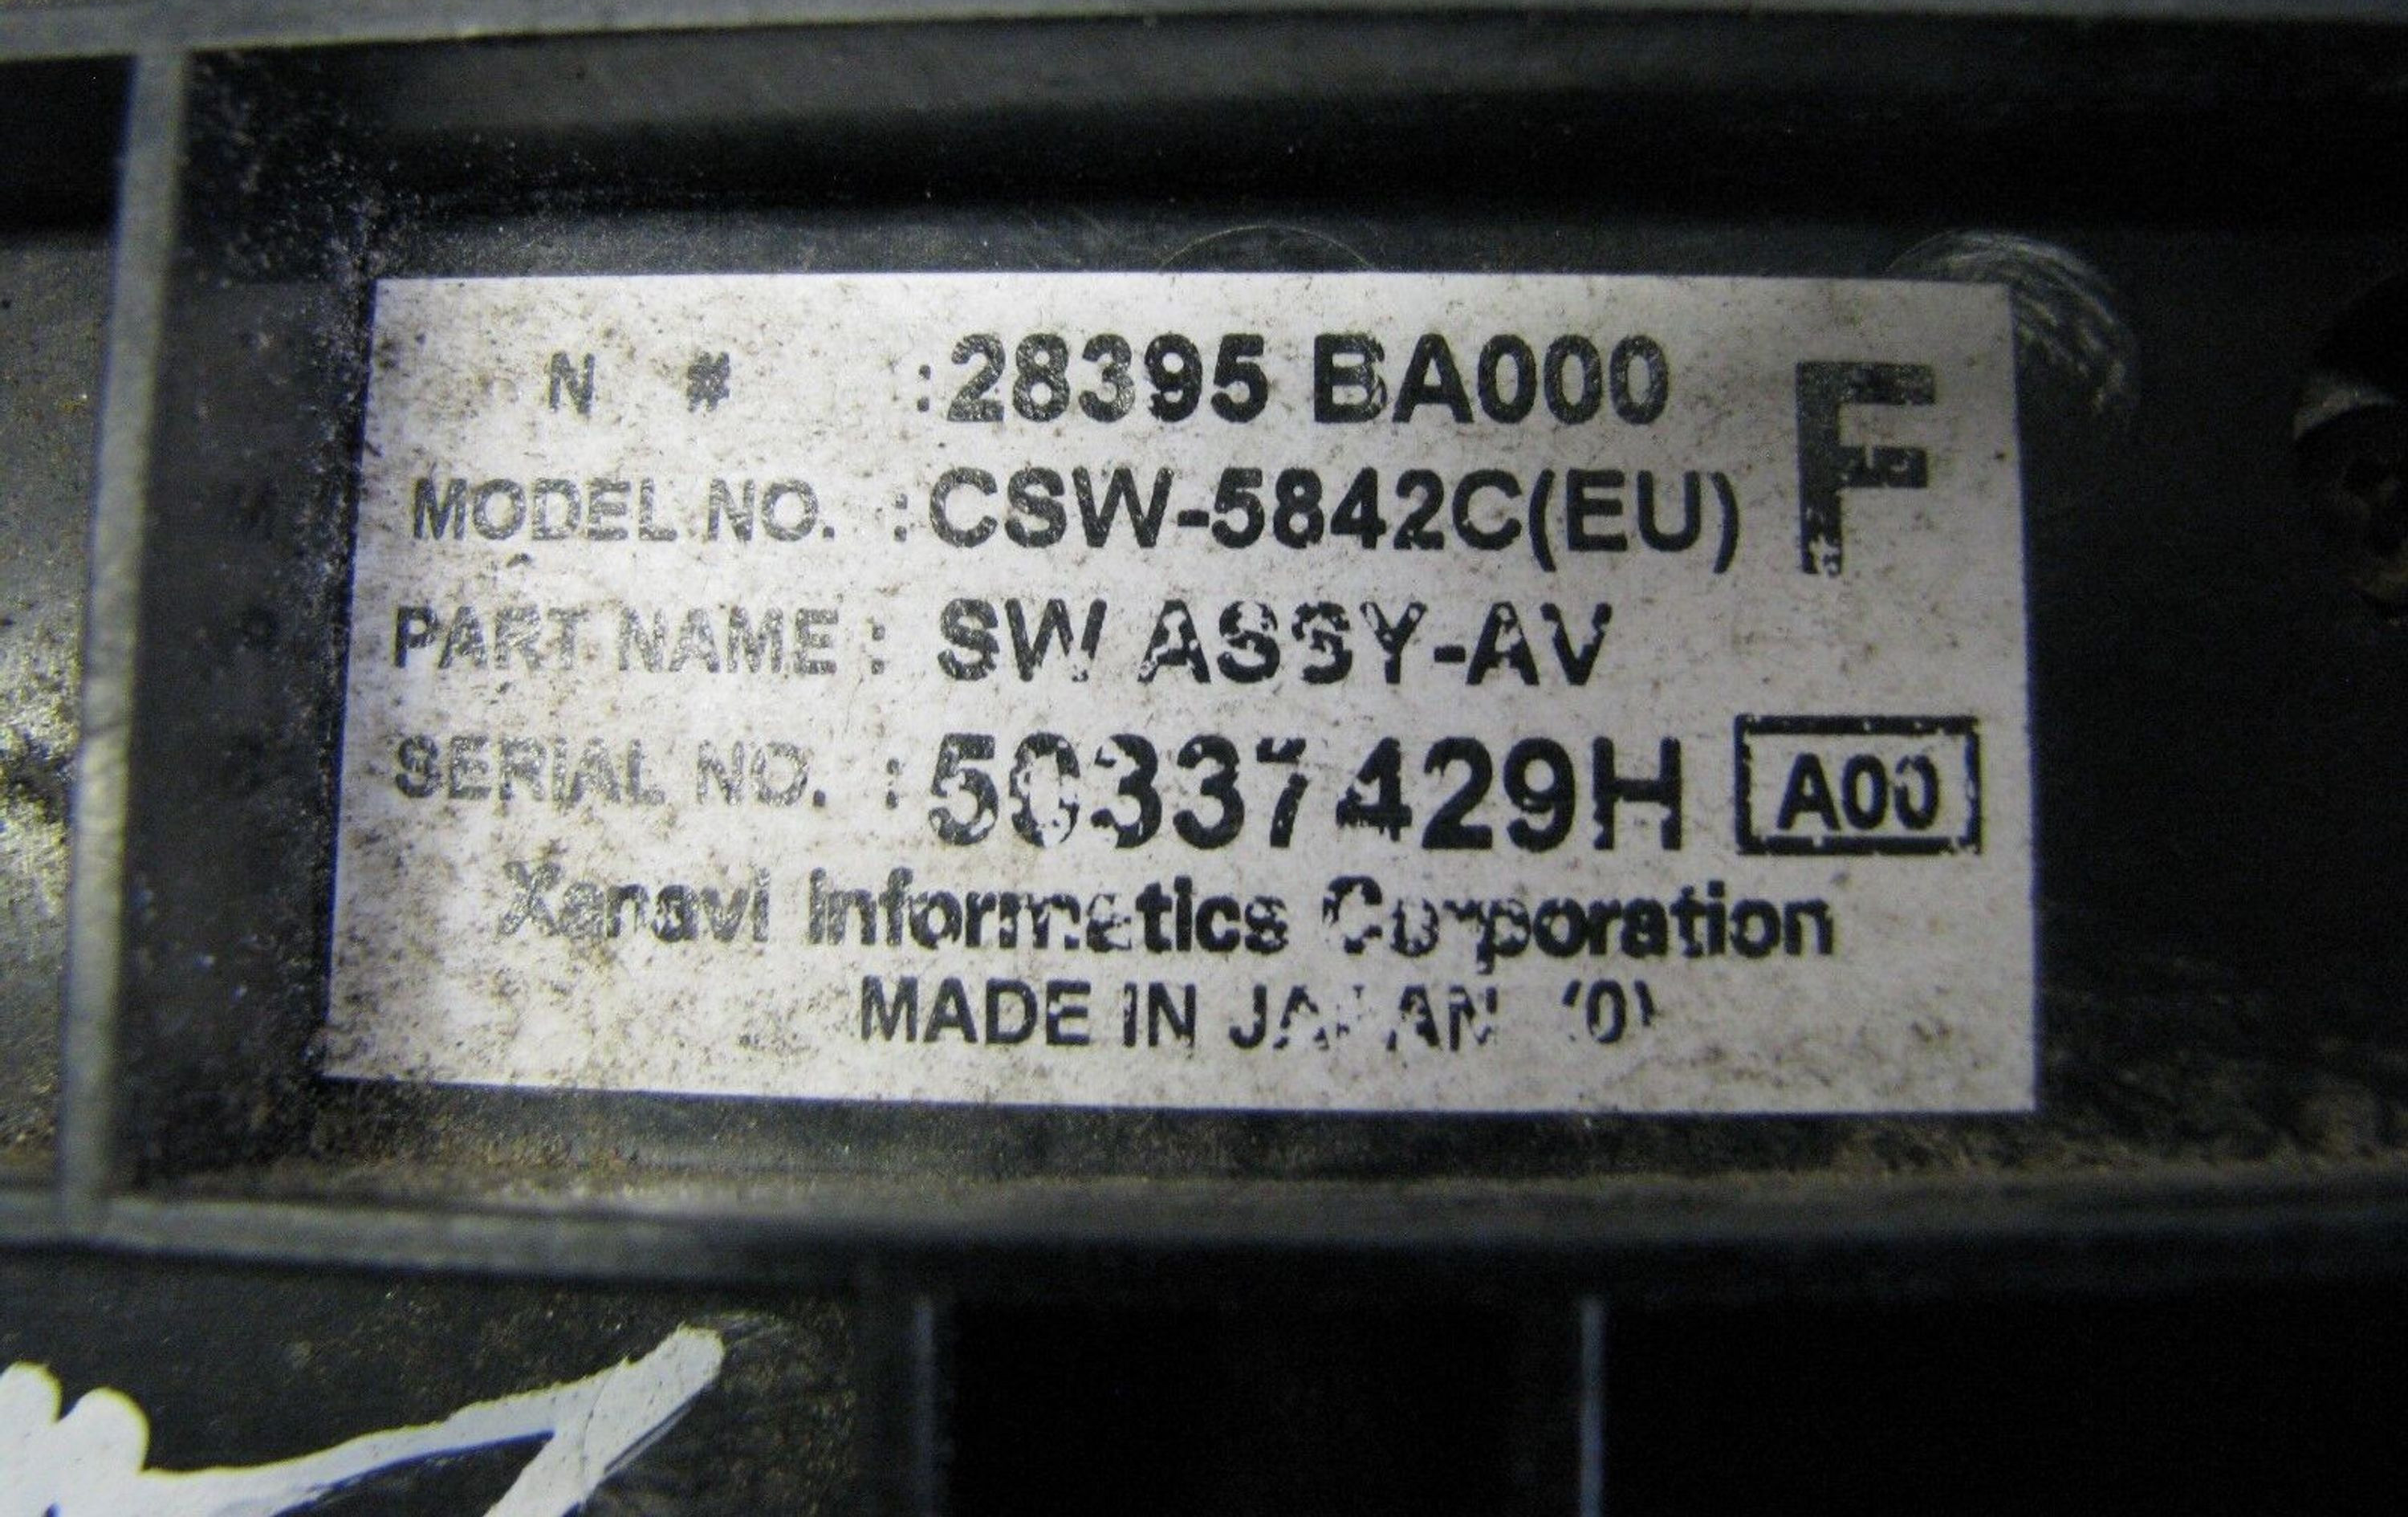 N # :28395 BA000 F
MODEL NO. :CSW-5842C(EU)
PART NAME : SW ASSY-AV
SERIAL NO. :50337429H A00
Xanavi Informatics Corporation
MADE IN JAPAN (0)